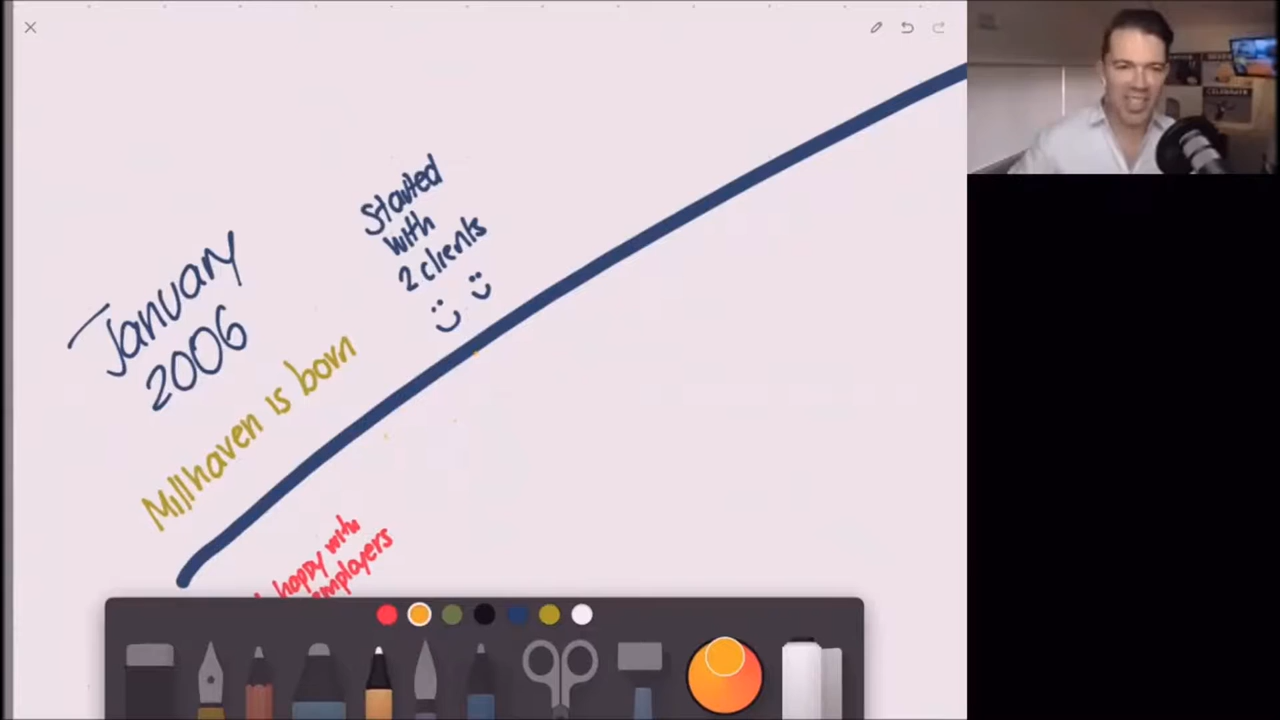 January
2006
Millhaven is born
Started
with
2 clients
happy with
employers